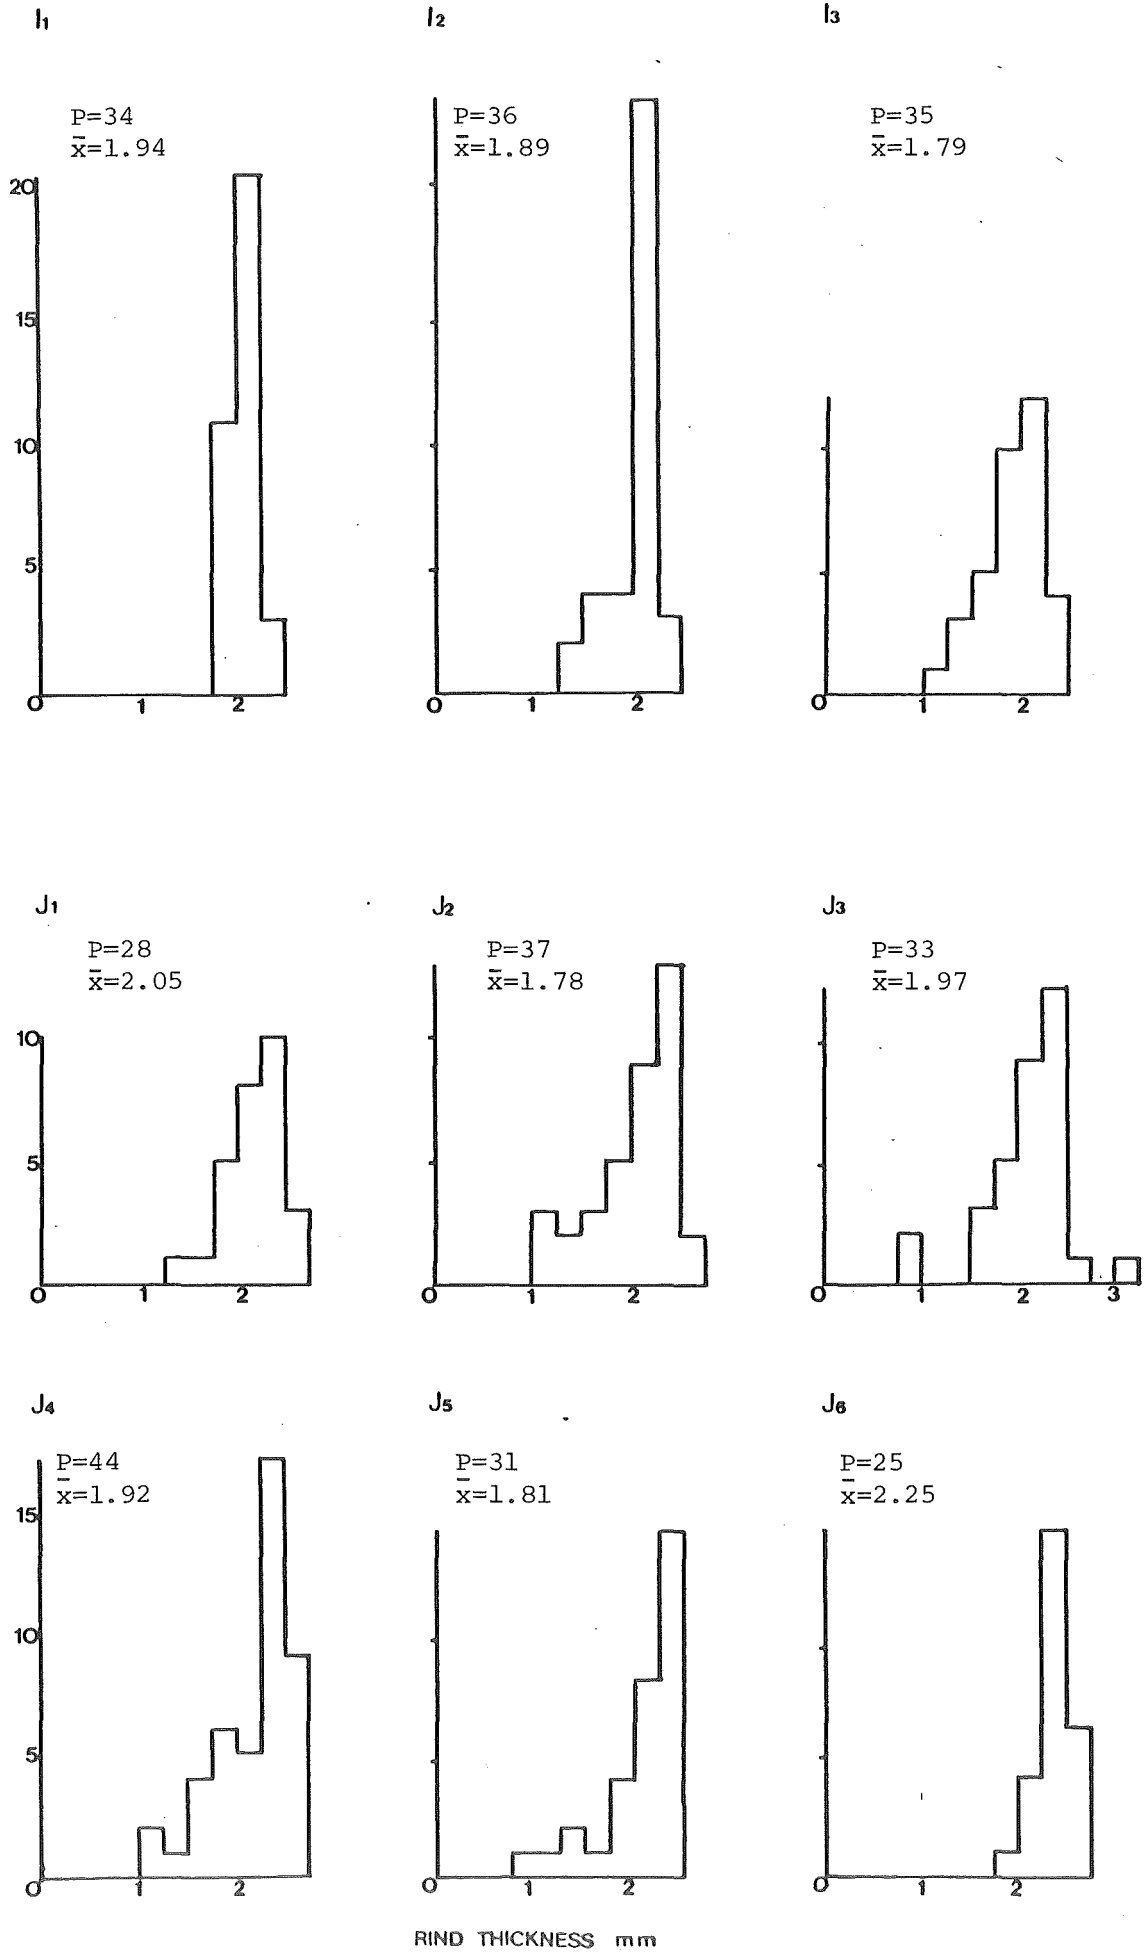 I1
I2
I3
P=34
x̄=1.94
20
15
10
5
0 1 2
P=36
x̄=1.89
0 1 2
P=35
x̄=1.79
0 1 2
J1
J2
J3
P=28
x̄=2.05
10
5
0 1 2
P=37
x̄=1.78
0 1 2
P=33
x̄=1.97
0 1 2 3
J4
J5
J6
P=44
x̄=1.92
15
10
5
0 1 2
P=31
x̄=1.81
0 1 2
P=25
x̄=2.25
0 2
RIND THICKNESS mm